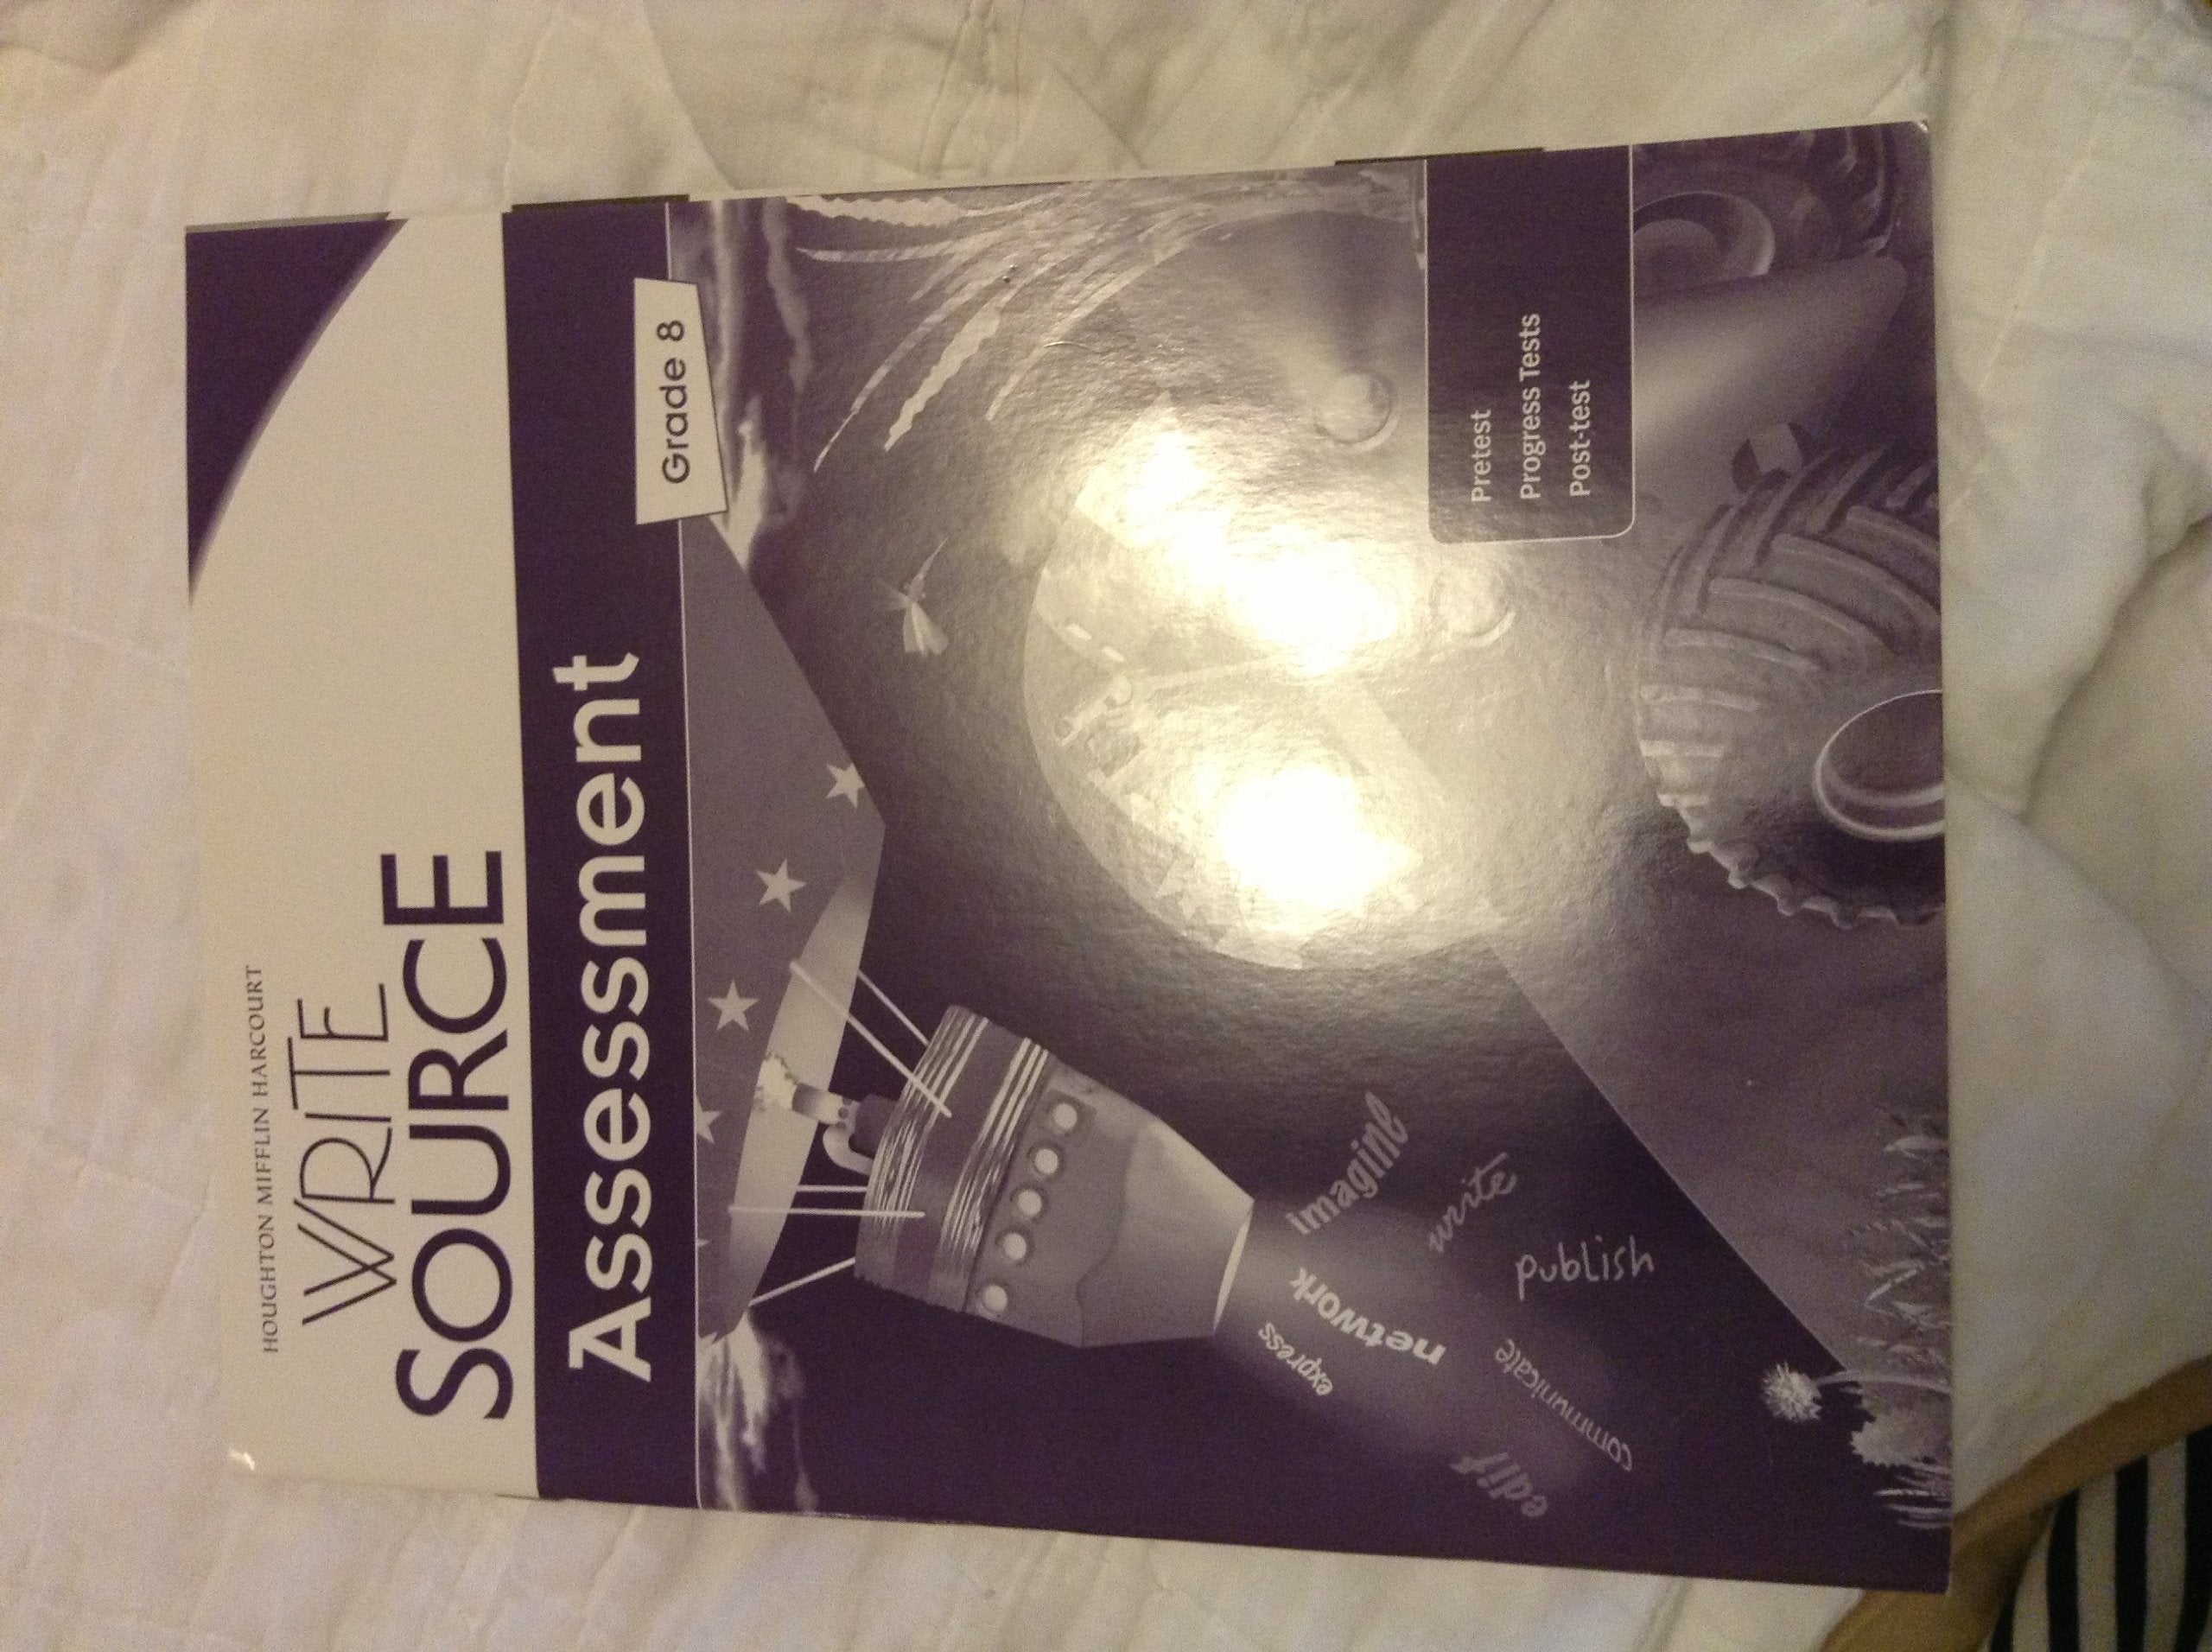 HOUGHTON MIFFLIN HARCOURT
WRITE
SOURCE
Assessment
Grade 8
imagine
write
publish
network
express
communicate
edit
Pretest
Progress Tests
Post-test